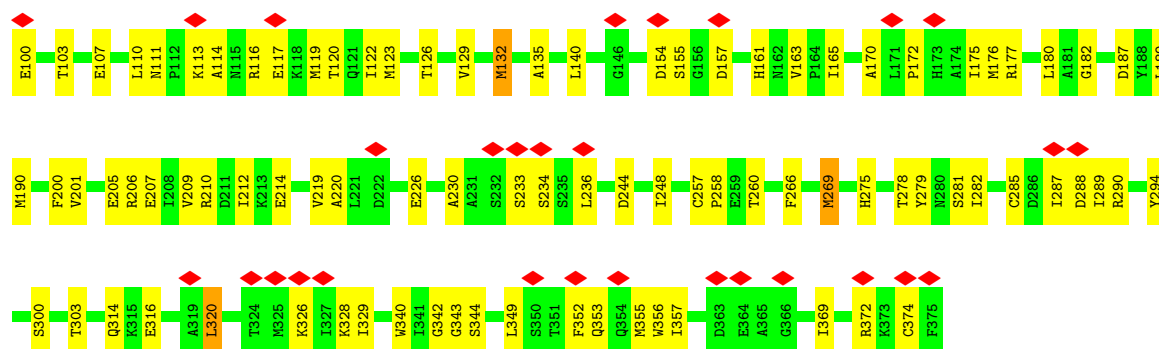 E100 T103 E107 L110 N111 P112 K113 A114 N115 R116 E117 K118 M119 T120 Q121 I122 M123 T126 V129 M132 A135 L140 G146 D154 S155 G156 D157 H161 N162 V163 P164 I165 A170 L171 P172 H173 A174 I175 M176 R177 L180 A181 G182 D187 Y188
M190 F200 V201 E205 R206 E207 I208 V209 R210 D211 I212 K213 E214 V219 A220 L221 D222 E226 A230 A231 S232 S233 S234 S235 L236 D244 I248 C257 P258 E259 T260 F266 M269 H275 T278 Y279 N280 S281 I282 C285 D286 I287 D288 I289 R290 Y294
S300 T303 Q314 K315 E316 A319 L320 T324 M325 K326 I327 K328 I329 W340 I341 G342 G343 S344 L349 S350 T351 F352 Q353 Q354 M355 W356 I357 D363 E364 A365 G366 I369 R372 K373 C374 F375